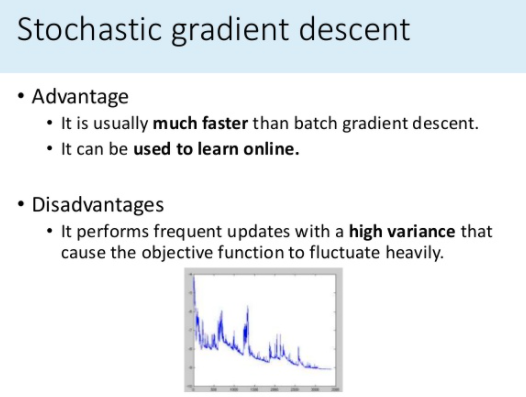 Stochastic gradient descent
• Advantage
• It is usually much faster than batch gradient descent.
• It can be used to learn online.
• Disadvantages
• It performs frequent updates with a high variance that
cause the objective function to fluctuate heavily.